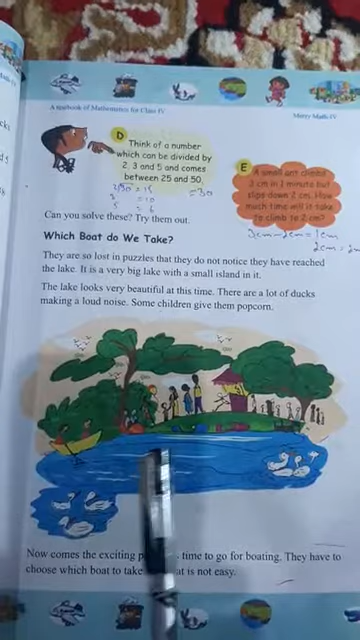 A textbook of Mathematics for Class IV
Merry Math IV
D
Think of a number
which can be divided by
2, 3 and 5 and comes
between 25 and 50.
= 30
E
A small ant climbs
3 cm in 1 minute but
slips down 2 cm. How
much time will it take
to climb to 2 cm?
3cm - 2cm = 1cm
Can you solve these? Try them out.
Which Boat do We Take?
They are so lost in puzzles that they do not notice they have reached
the lake. It is a very big lake with a small island in it.
The lake looks very beautiful at this time. There are a lot of ducks
making a loud noise. Some children give them popcorn.
Now comes the exciting time to go for boating. They have to
choose which boat to take at is not easy.